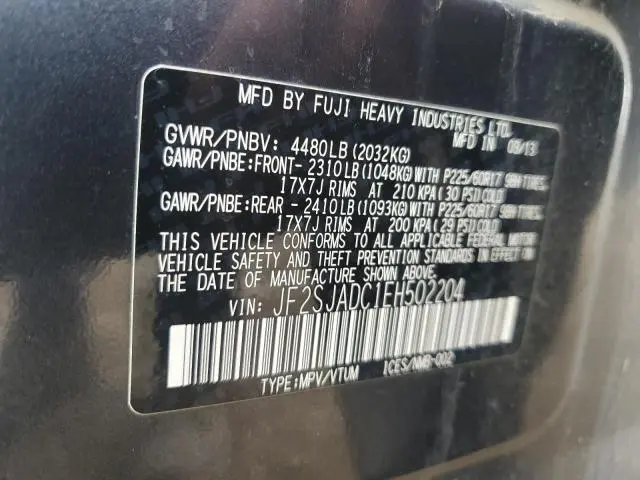 MFD BY FUJI HEAVY INDUSTRIES LTD.
MFD IN 08/13
GVWR/PNBV: 4480LB(2032KG)
GAWR/PNBE:FRONT- 2310LB(1048KG)WITH P225/60R17 98H TIRES,
17X7J RIMS AT 210 KPA(30 PSI)COLD
GAWR/PNBE:REAR - 2410LB(1093KG)WITH P225/60R17 98H TIRES,
17X7J RIMS AT 200 KPA(29 PSI)COLD
THIS VEHICLE CONFORMS TO ALL APPLICABLE FEDERAL MOTOR
VEHICLE SAFETY AND THEFT PREVENTION STANDARDS IN EFFECT ON
THE DATE OF MANUFACTURE SHOWN ABOVE.
VIN: JF2SJADC1EH502204
TYPE:MPV/VTUM ICES/NMB-002